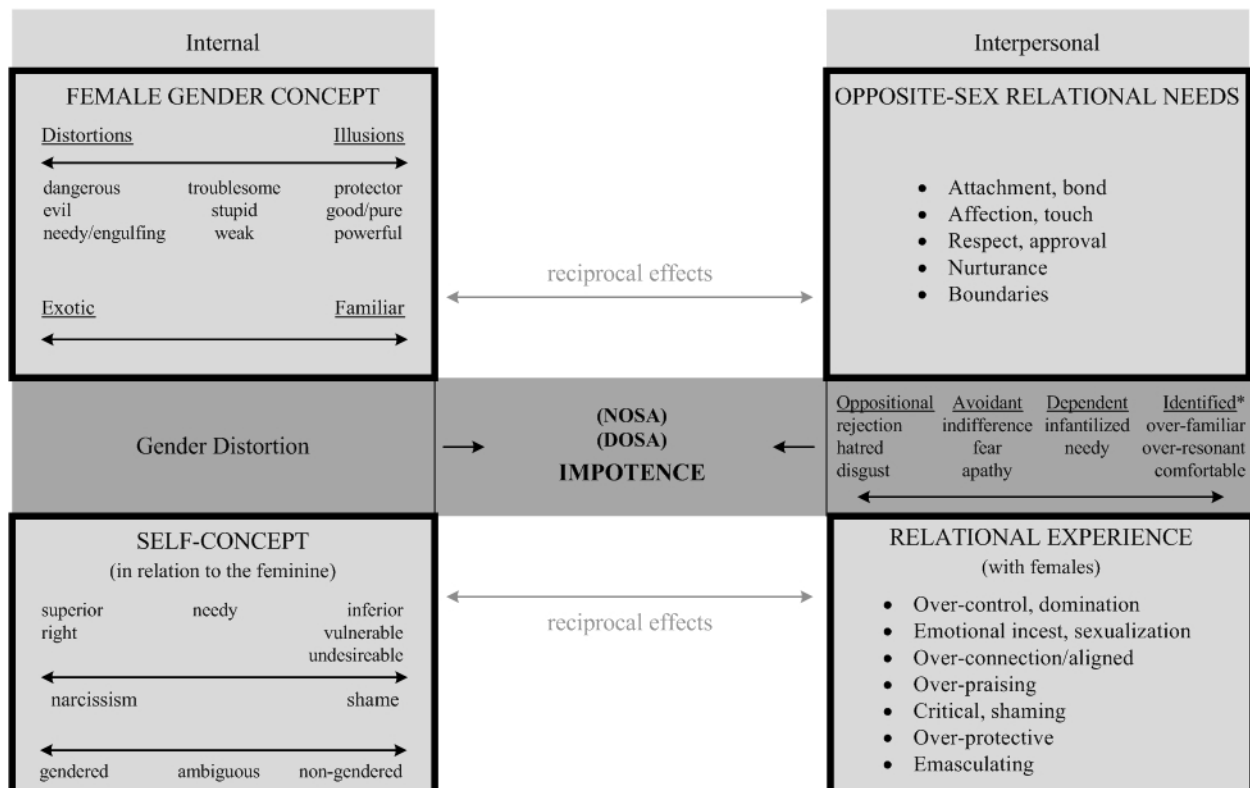 Internal
Interpersonal
FEMALE GENDER CONCEPT
Distortions Illusions
dangerous troublesome protector
evil stupid good/pure
needy/engulfing weak powerful
Exotic Familiar
OPPOSITE-SEX RELATIONAL NEEDS
• Attachment, bond
• Affection, touch
• Respect, approval
• Nurturance
• Boundaries
reciprocal effects
Gender Distortion
(NOSA)
(DOSA)
IMPOTENCE
Oppositional Avoidant Dependent Identified*
rejection indifference infantilized over-familiar
hatred fear needy over-resonant
disgust apathy comfortable
SELF-CONCEPT
(in relation to the feminine)
superior needy inferior
right vulnerable
undesireable
narcissism shame
gendered ambiguous non-gendered
reciprocal effects
RELATIONAL EXPERIENCE
(with females)
• Over-control, domination
• Emotional incest, sexualization
• Over-connection/aligned
• Over-praising
• Critical, shaming
• Over-protective
• Emasculating